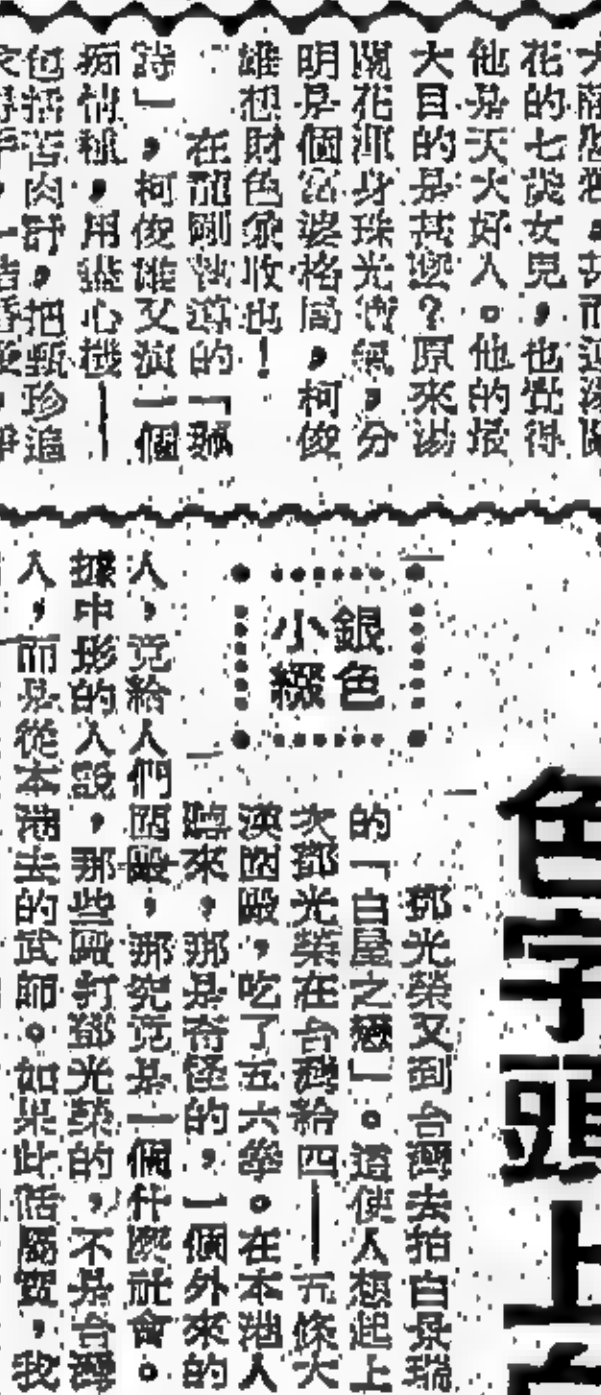 花的七歲女兒，也覺得
他是天大好人。他的最
大目的是甚麼？原來湯
蘭花渾身珠光寶氣，分
明是個富婆格局，柯俊
雄想財色兼收也！
在龍剛執導的「
詩」，柯俊雄又演一個
痴情種，用盡心機——
包括苦肉計，把甄珍追
色字頭上
銀色
小綴
鄧光榮又到台灣去拍白景瑞
的「白屋之戀」。這使人想起上
次鄧光榮在台灣給四——五條大
漢圍毆，吃了五六拳。在本港人
聽來，那是奇怪的，一個外來的
人，竟給人們圍毆，那究竟是一個什麼社會。
據中形的人說，那些毆打鄧光榮的，不是台灣
人，而是從本港去的武師。如果此話屬實，我